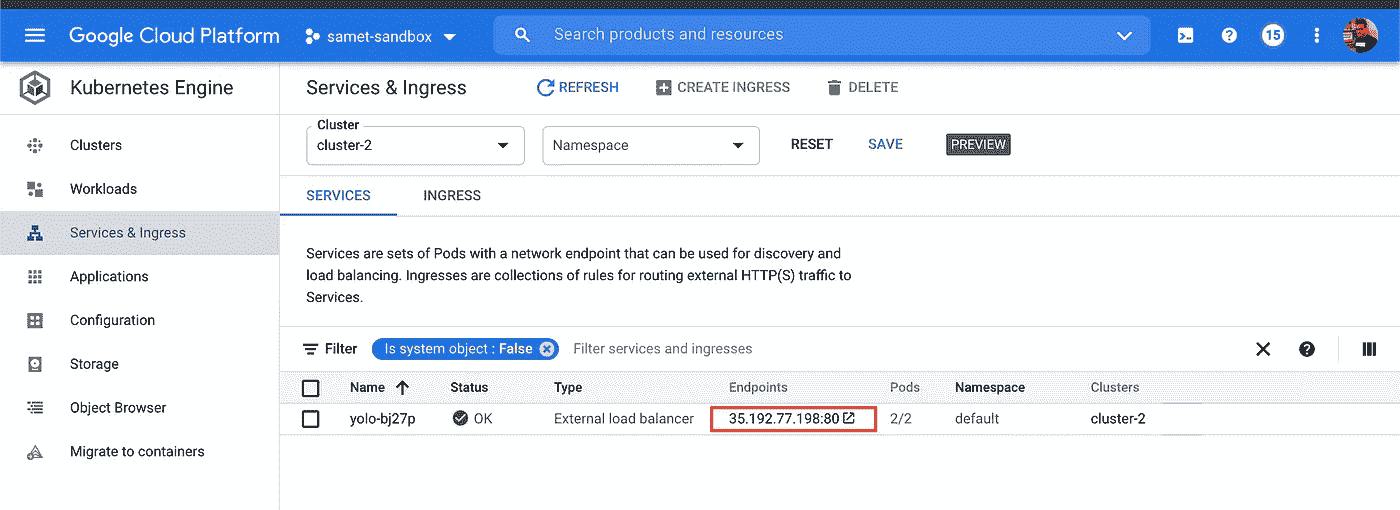 Google Cloud Platform samet-sandbox Search products and resources 15
Kubernetes Engine Services & Ingress REFRESH CREATE INGRESS DELETE
Clusters
Workloads
Services & Ingress
Applications
Configuration
Storage
Object Browser
Migrate to containers
Cluster
cluster-2 Namespace RESET SAVE PREVIEW
SERVICES INGRESS
Services are sets of Pods with a network endpoint that can be used for discovery and
load balancing. Ingresses are collections of rules for routing external HTTP(S) traffic to
Services.
Filter Is system object : False Filter services and ingresses
Name Status Type Endpoints Pods Namespace Clusters
yolo-bj27p OK External load balancer 35.192.77.198:80 2/2 default cluster-2